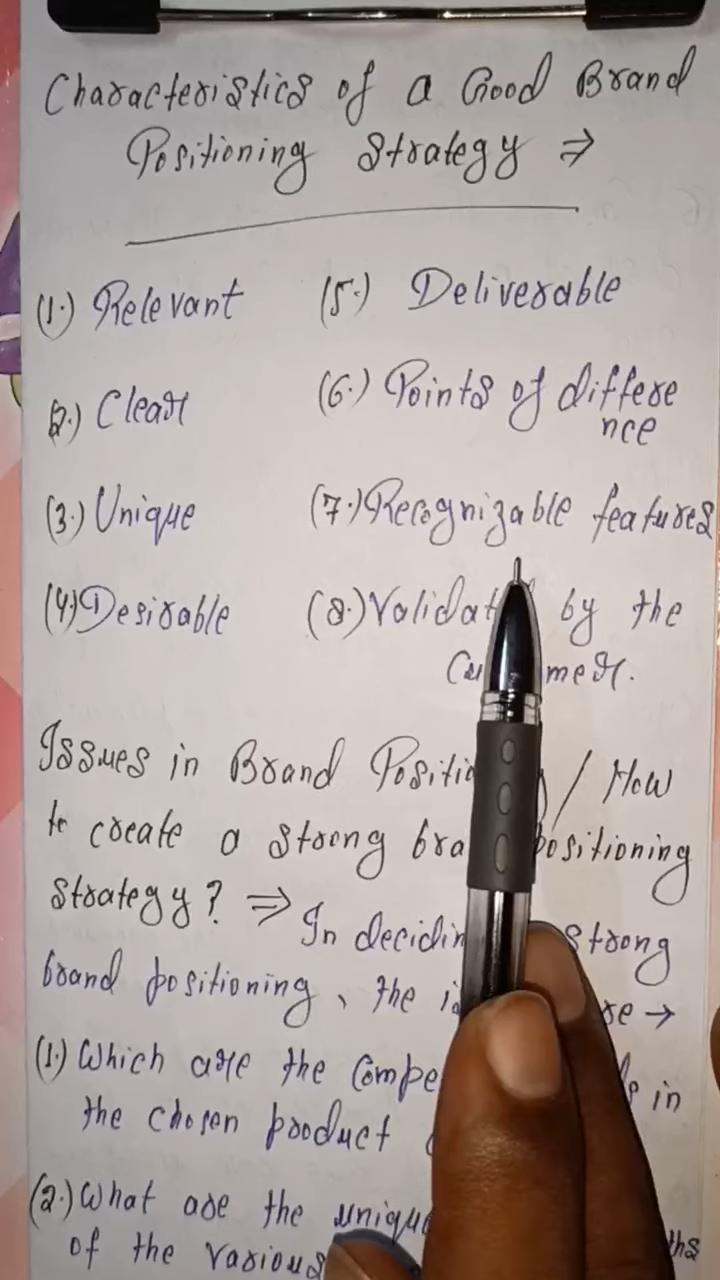 Characteristics of a Good Brand
Positioning Strategy ⇒
(1.) Relevant
(2.) Clear
(3.) Unique
(4) Desirable
(5.) Deliverable
(6.) Points of differe
nce
(7.) Recognizable features
(8.) by the
Issues in Brand / How
to create a strong positioning
strategy? ⇒
In strong
brand positioning, the →
(1.) Which are the in
the chosen product
(2.) What are the
of the various